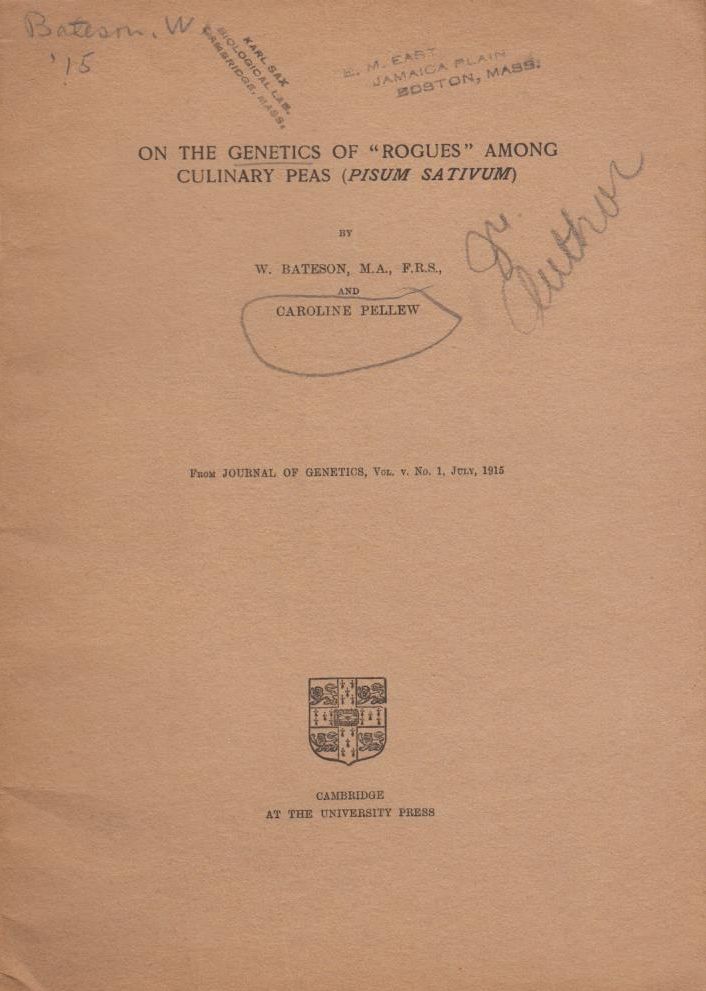 Bateson, W.
'15
KARL SAX
BIOLOGICAL LAB.
CAMBRIDGE, MASS.
E. M. EAST
JAMAICA PLAIN
BOSTON, MASS.
ON THE GENETICS OF “ROGUES” AMONG
CULINARY PEAS (PISUM SATIVUM)
BY
W. BATESON, M.A., F.R.S.,
AND
CAROLINE PELLEW
Author
From JOURNAL OF GENETICS, Vol. v. No. 1, July, 1915
CAMBRIDGE
AT THE UNIVERSITY PRESS